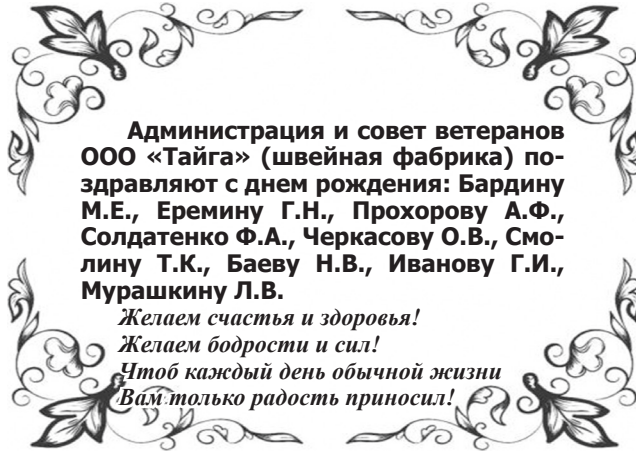 Администрация и совет ветеранов
ООО «Тайга» (швейная фабрика) по-
здравляют с днем рождения: Бардину
М.Е., Еремину Г.Н., Прохорову А.Ф.,
Солдатенко Ф.А., Черкасову О.В., Смо-
лину Т.К., Баеву Н.В., Иванову Г.И.,
Мурашкину Л.В.
Желаем счастья и здоровья!
Желаем бодрости и сил!
Чтоб каждый день обычной жизни
Вам только радость приносил!